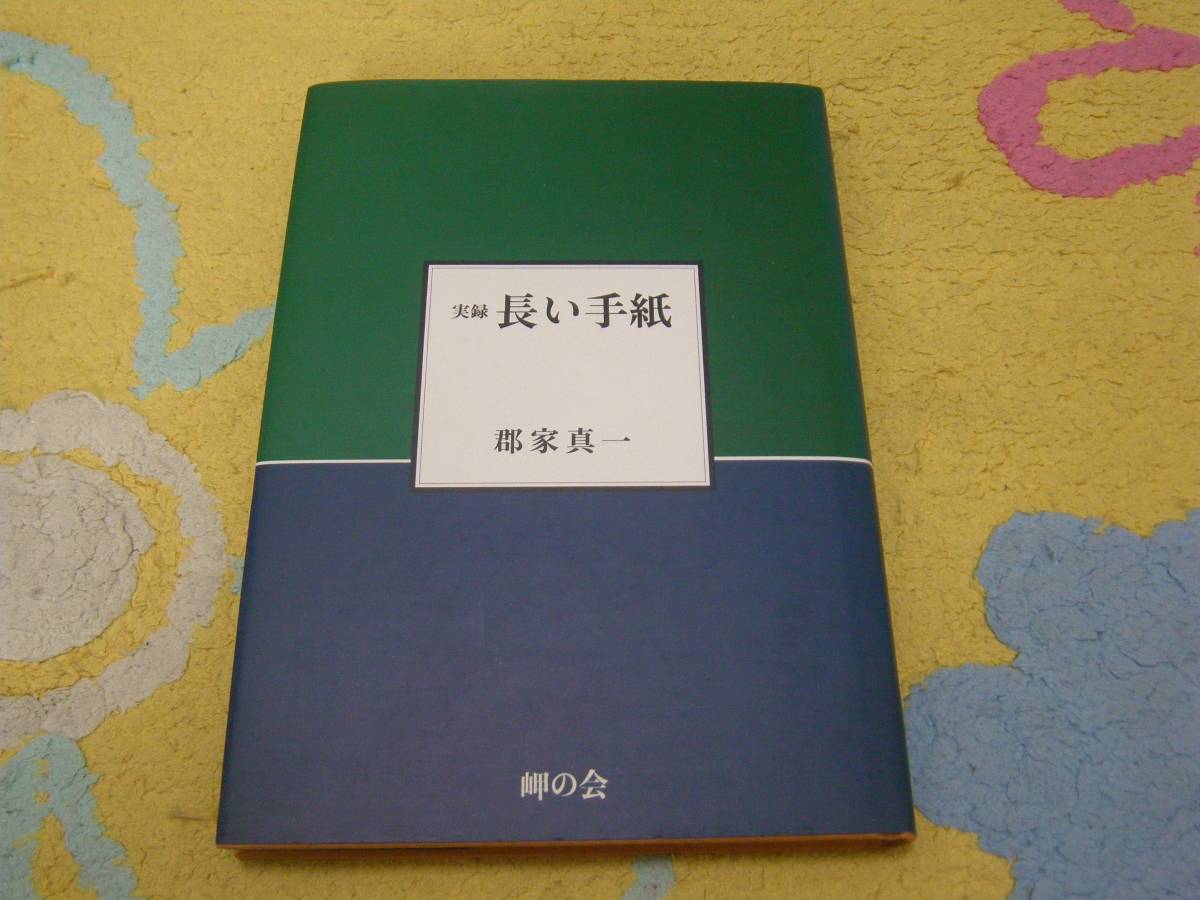 実録 長い手紙
郡家真一
岬の会